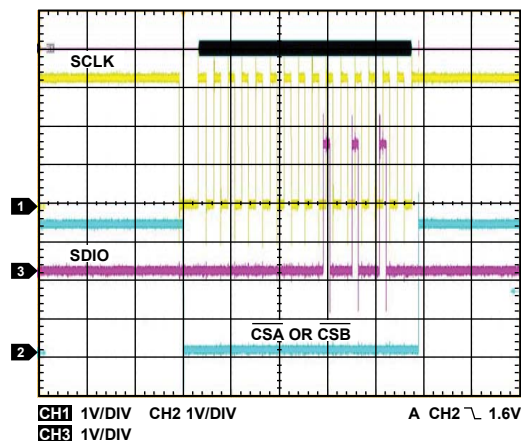 SCLK
1
SDIO
3
CSA OR CSB
2
CH1 1V/DIV CH2 1V/DIV A CH2 1.6V
CH3 1V/DIV